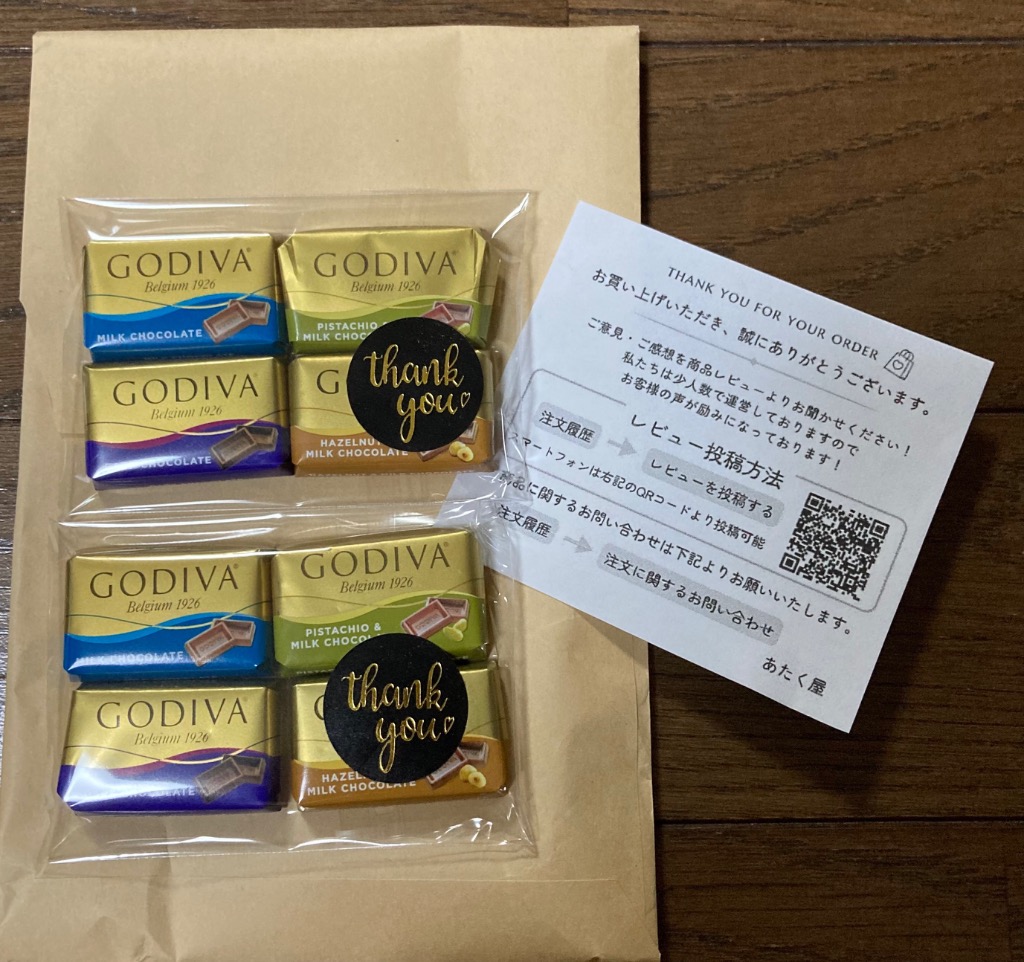 GODIVA
Belgium 1926
MILK CHOCOLATE
GODIVA
Belgium 1926
PISTACHIO
MILK CHOC
GODIVA
Belgium 1926
CHOCOLATE
G
HAZELNUT
MILK CHOCOLATE
thank
you
GODIVA
Belgium 1926
MILK CHOCOLATE
GODIVA
Belgium 1926
PISTACHIO &
MILK CHOCOL
GODIVA
Belgium 1926
CHOCOLATE
HAZEL
MILK CHOCOLATE
thank
you
THANK YOU FOR YOUR ORDER
お買い上げいただき、誠にありがとうございます。
ご意見・ご感想を商品レビューよりお聞かせください！
私たちは少人数で運営しておりますので
お客様の声が励みになっております！
レビュー投稿方法
注文履歴 → レビューを投稿する
スマートフォンは右記のQRコードより投稿可能
商品に関するお問い合わせは下記よりお願いいたします。
注文履歴 → 注文に関するお問い合わせ
あたく屋